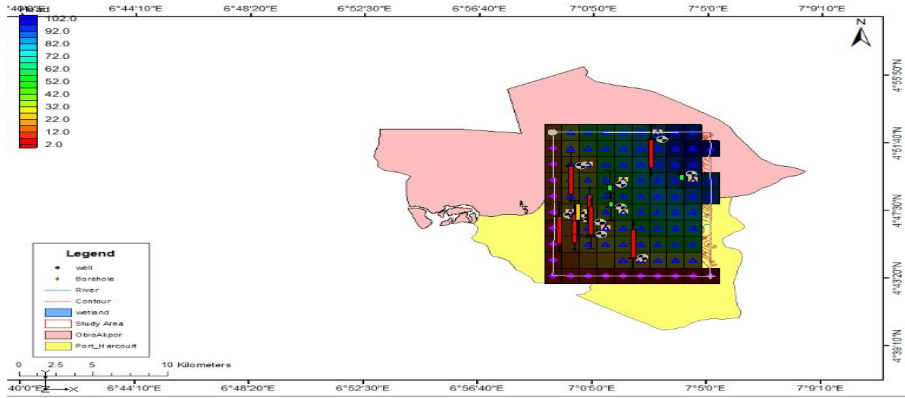 6°44'10"E 6°48'20"E 6°52'30"E 6°56'40"E 7°0'50"E 7°5'0"E 7°9'10"E
102.0
92.0
82.0
72.0
62.0
52.0
42.0
32.0
22.0
12.0
2.0
4°55'50"N
4°51'40"N
4°47'30"N
4°43'20"N
4°39'10"N
Legend
well
Borehole
River
Contour
wetland
Study Area
ObioAkpor
Port_Harcourt
0 2.5 5 10 Kilometers
40'0"E 6°44'10"E 6°48'20"E 6°52'30"E 6°56'40"E 7°0'50"E 7°5'0"E 7°9'10"E
Z X